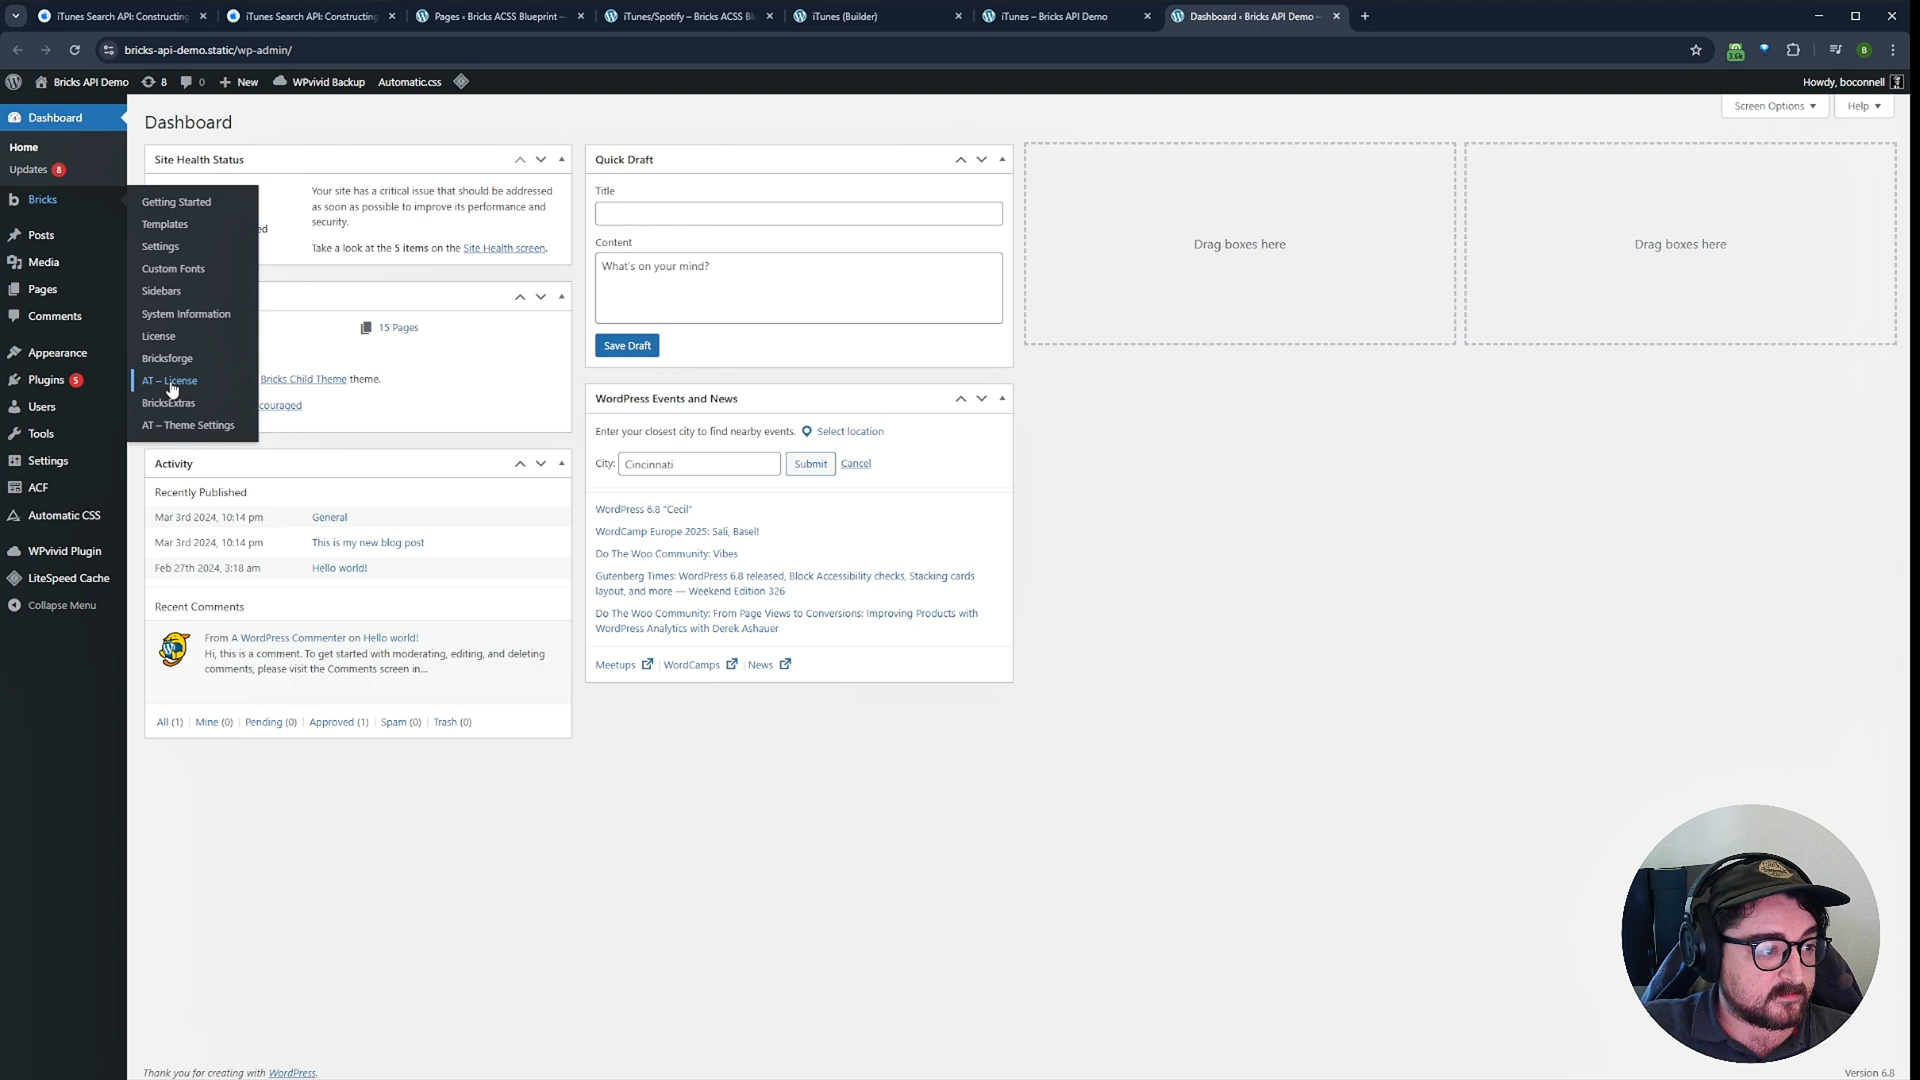 iTunes Search API: Constructing
iTunes Search API: Constructing
Pages ‹ Bricks ACSS Blueprint —
iTunes/Spotify – Bricks ACSS Bl
iTunes (Builder)
iTunes – Bricks API Demo
Dashboard ‹ Bricks API Demo —
bricks-api-demo.static/wp-admin/
3.6k
B
Bricks API Demo
8
0
New
WPvivid Backup
Automatic.css
Howdy, boconnell
Dashboard
Home
Updates 8
Bricks
Posts
Media
Pages
Comments
Appearance
Plugins 5
Users
Tools
Settings
ACF
Automatic CSS
WPvivid Plugin
LiteSpeed Cache
Collapse Menu
Getting Started
Templates
Settings
Custom Fonts
Sidebars
System Information
License
Bricksforge
AT – License
BricksExtras
AT – Theme Settings
Screen Options
Help
Dashboard
Site Health Status
Your site has a critical issue that should be addressed
as soon as possible to improve its performance and
security.
Take a look at the 5 items on the Site Health screen.
ed
15 Pages
Bricks Child Theme theme.
couraged
Activity
Recently Published
Mar 3rd 2024, 10:14 pm General
Mar 3rd 2024, 10:14 pm This is my new blog post
Feb 27th 2024, 3:18 am Hello world!
Recent Comments
From A WordPress Commenter on Hello world!
Hi, this is a comment. To get started with moderating, editing, and deleting
comments, please visit the Comments screen in...
All (1) | Mine (0) | Pending (0) | Approved (1) | Spam (0) | Trash (0)
Quick Draft
Title
Content
What's on your mind?
Save Draft
WordPress Events and News
Enter your closest city to find nearby events. Select location
City: Cincinnati Submit Cancel
WordPress 6.8 “Cecil”
WordCamp Europe 2025: Sali, Basel!
Do The Woo Community: Vibes
Gutenberg Times: WordPress 6.8 released, Block Accessibility checks, Stacking cards
layout, and more — Weekend Edition 326
Do The Woo Community: From Page Views to Conversions: Improving Products with
WordPress Analytics with Derek Ashauer
Meetups | WordCamps | News
Drag boxes here
Drag boxes here
Thank you for creating with WordPress.
Version 6.8